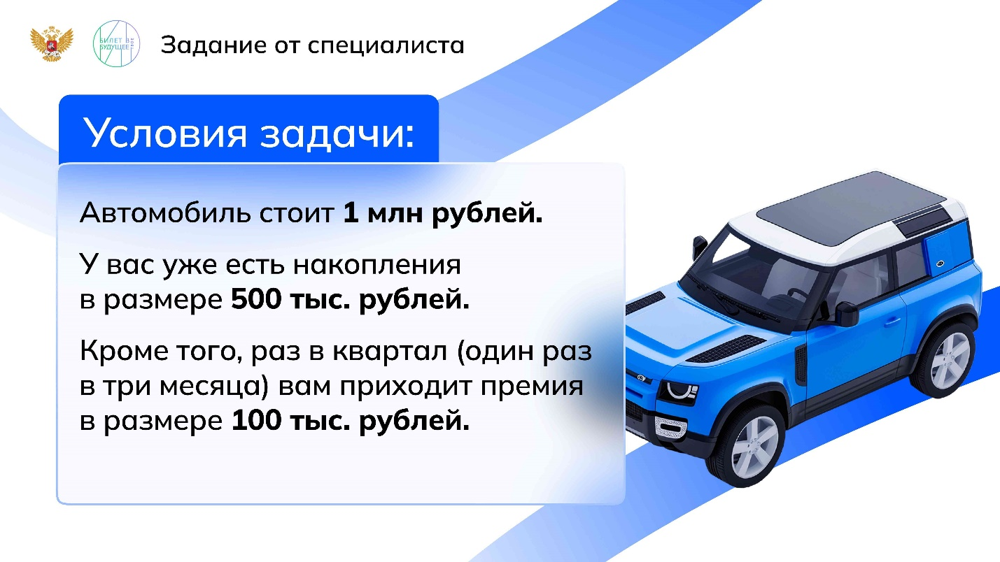 БИЛЕТ В
БУДУЩЕЕ
ТВОЁ
Задание от специалиста
Условия задачи:
Автомобиль стоит 1 млн рублей.
У вас уже есть накопления
в размере 500 тыс. рублей.
Кроме того, раз в квартал (один раз
в три месяца) вам приходит премия
в размере 100 тыс. рублей.